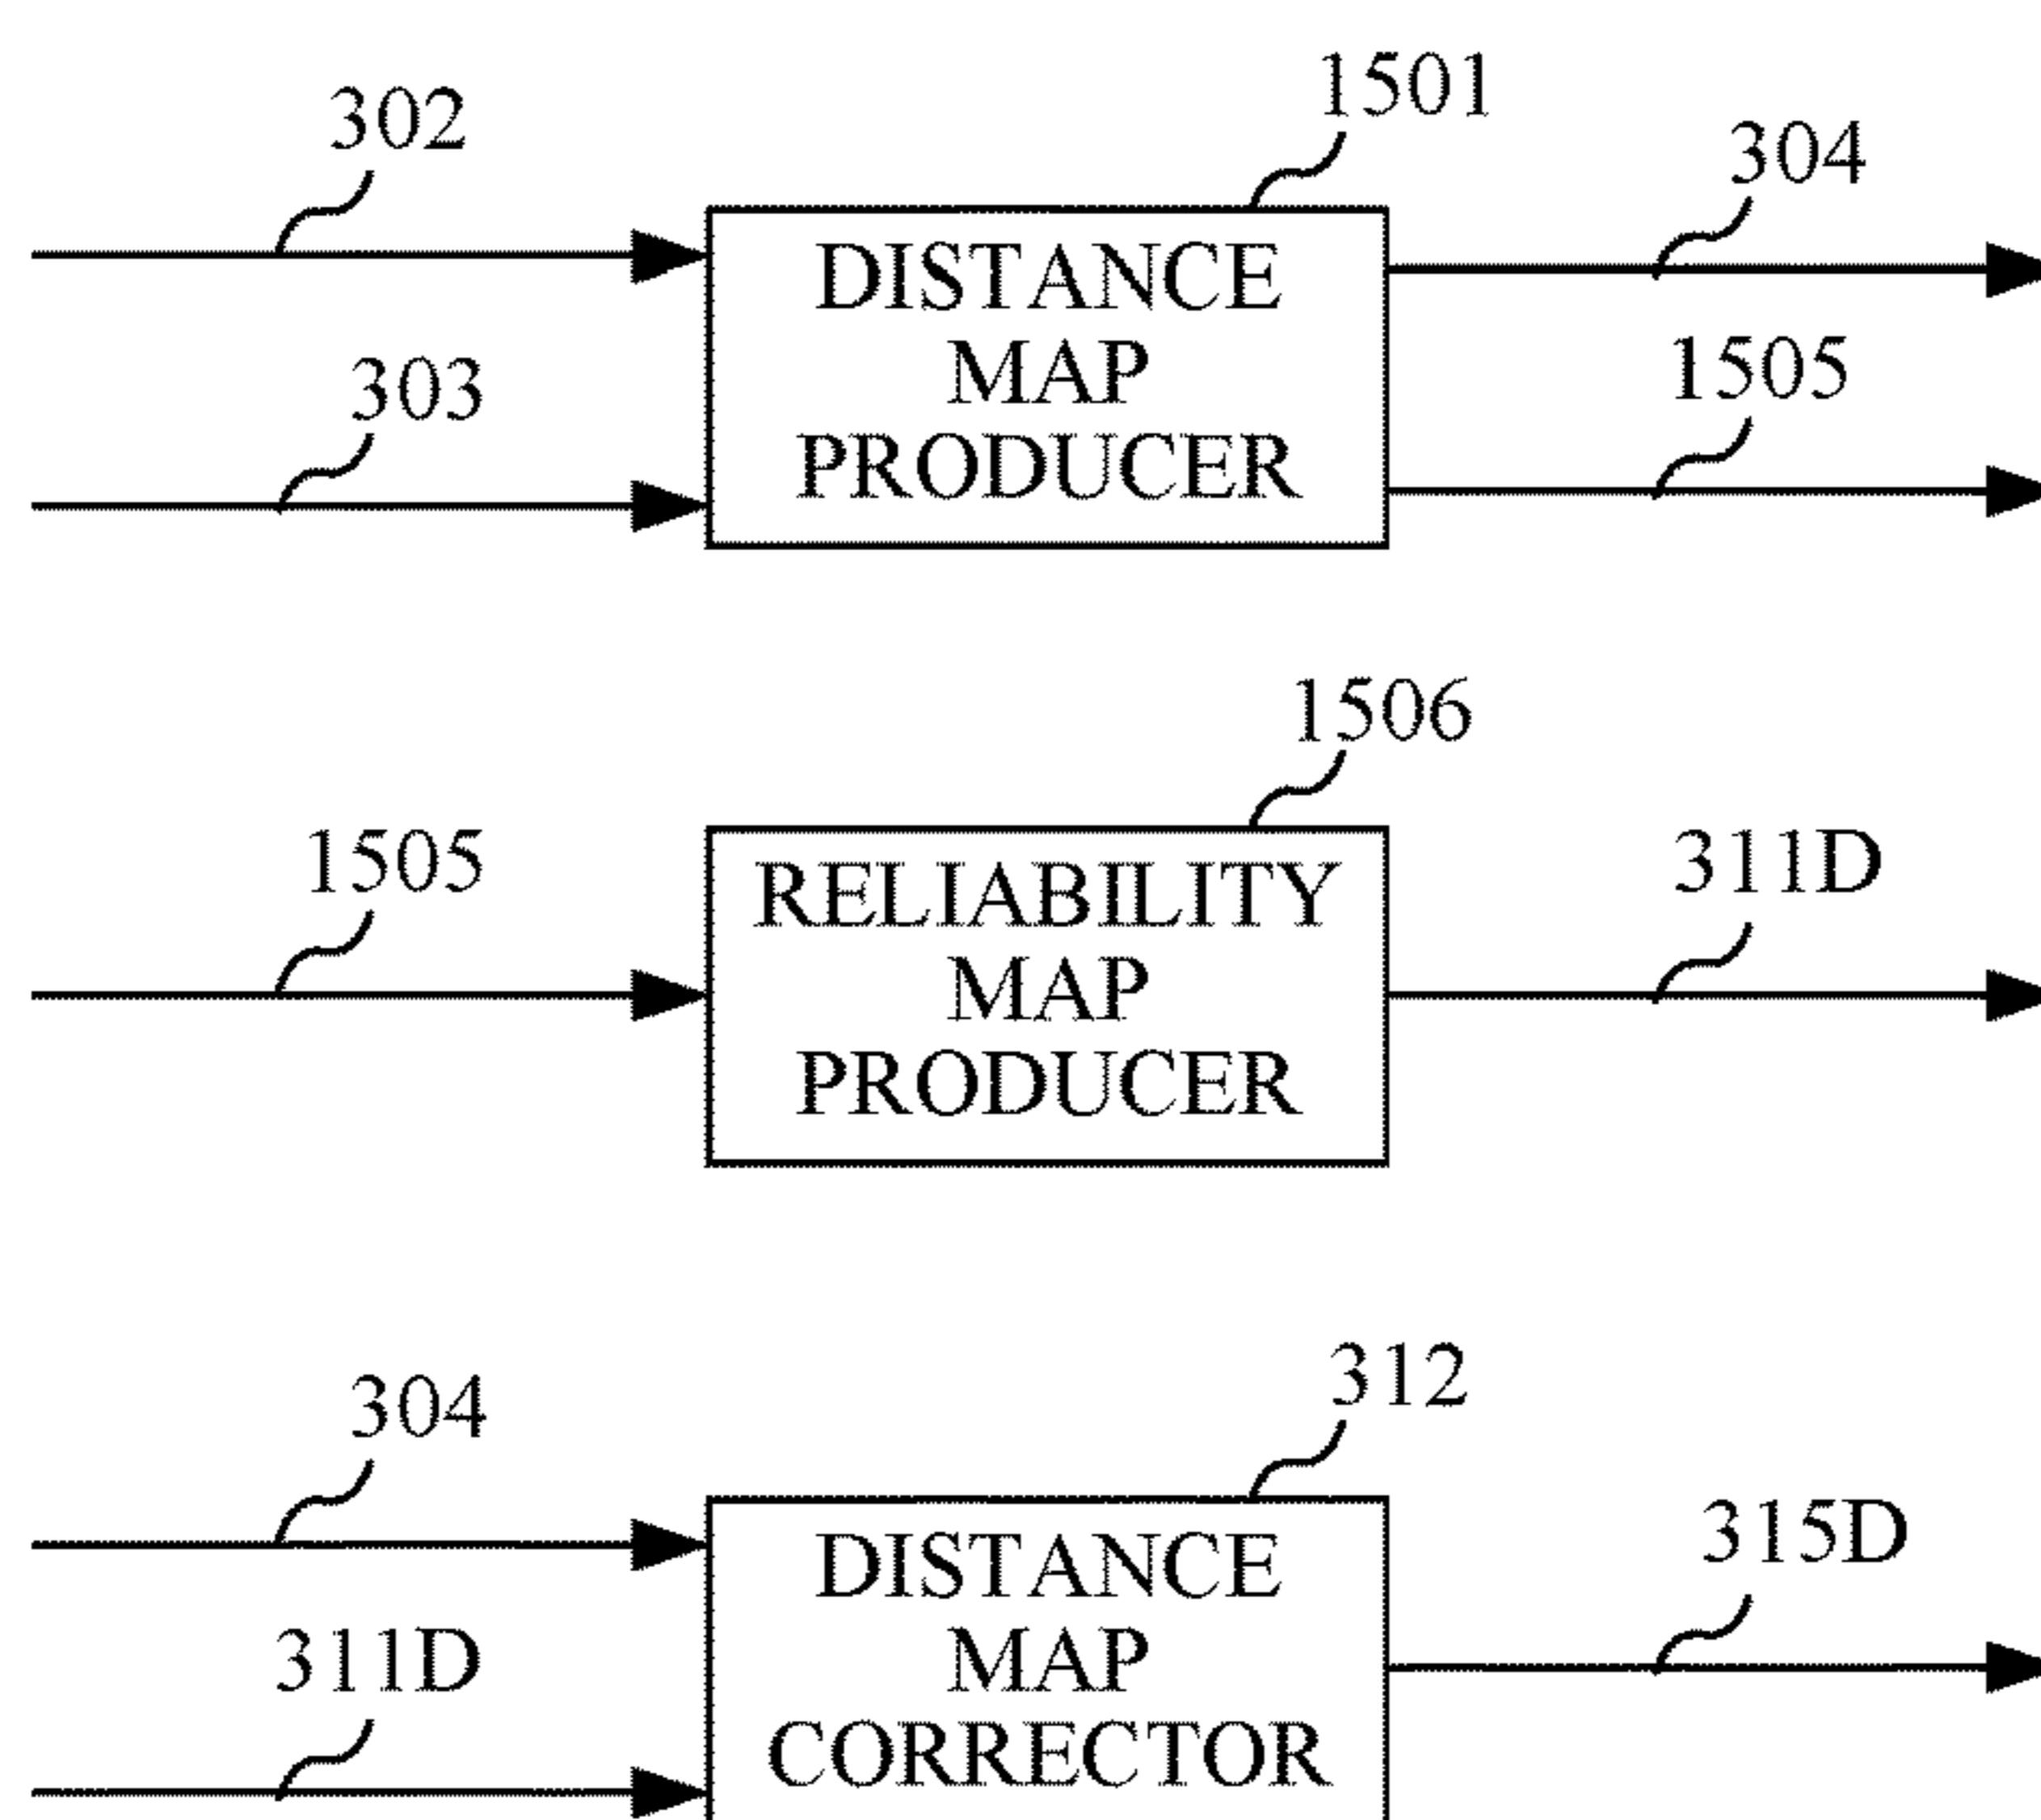 302
1501
304
DISTANCE
MAP
PRODUCER
303
1505
1506
1505
RELIABILITY
MAP
PRODUCER
311D
312
304
DISTANCE
MAP
CORRECTOR
315D
311D